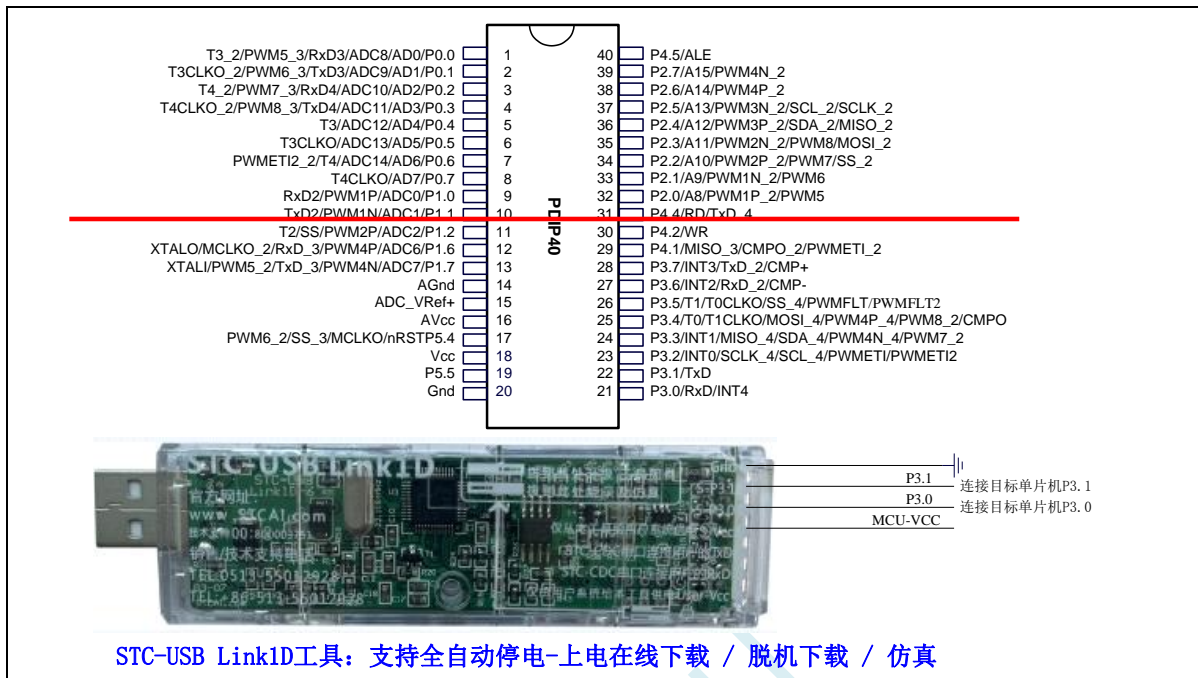 T3_2/PWM5_3/RxD3/ADC8/AD0/P0.0 1 40 P4.5/ALE
T3CLKO_2/PWM6_3/TxD3/ADC9/AD1/P0.1 2 39 P2.7/A15/PWM4N_2
T4_2/PWM7_3/RxD4/ADC10/AD2/P0.2 3 38 P2.6/A14/PWM4P_2
T4CLKO_2/PWM8_3/TxD4/ADC11/AD3/P0.3 4 37 P2.5/A13/PWM3N_2/SCL_2/SCLK_2
T3/ADC12/AD4/P0.4 5 36 P2.4/A12/PWM3P_2/SDA_2/MISO_2
T3CLKO/ADC13/AD5/P0.5 6 35 P2.3/A11/PWM2N_2/PWM8/MOSI_2
PWMETI2_2/T4/ADC14/AD6/P0.6 7 34 P2.2/A10/PWM2P_2/PWM7/SS_2
T4CLKO/AD7/P0.7 8 33 P2.1/A9/PWM1N_2/PWM6
RxD2/PWM1P/ADC0/P1.0 9 32 P2.0/A8/PWM1P_2/PWM5
TxD2/PWM1N/ADC1/P1.1 10 31 P4.4/RD/TxD_4
PDIP40
T2/SS/PWM2P/ADC2/P1.2 11 30 P4.2/WR
XTALO/MCLKO_2/RxD_3/PWM4P/ADC6/P1.6 12 29 P4.1/MISO_3/CMPO_2/PWMETI_2
XTALI/PWM5_2/TxD_3/PWM4N/ADC7/P1.7 13 28 P3.7/INT3/TxD_2/CMP+
AGnd 14 27 P3.6/INT2/RxD_2/CMP-
ADC_VRef+ 15 26 P3.5/T1/T0CLKO/SS_4/PWMFLT/PWMFLT2
AVcc 16 25 P3.4/T0/T1CLKO/MOSI_4/PWM4P_4/PWM8_2/CMPO
PWM6_2/SS_3/MCLKO/nRSTP5.4 17 24 P3.3/INT1/MISO_4/SDA_4/PWM4N_4/PWM7_2
Vcc 18 23 P3.2/INT0/SCLK_4/SCL_4/PWMETI/PWMETI2
P5.5 19 22 P3.1/TxD
Gnd 20 21 P3.0/RxD/INT4
STC-USB Link1D
官方网址:
www.STCAI.com
TEL:0513-55012928
Gnd
P3.1 连接目标单片机P3.1
P3.0 连接目标单片机P3.0
MCU-VCC
STC-USB Link1D工具: 支持全自动停电-上电在线下载 / 脱机下载 / 仿真